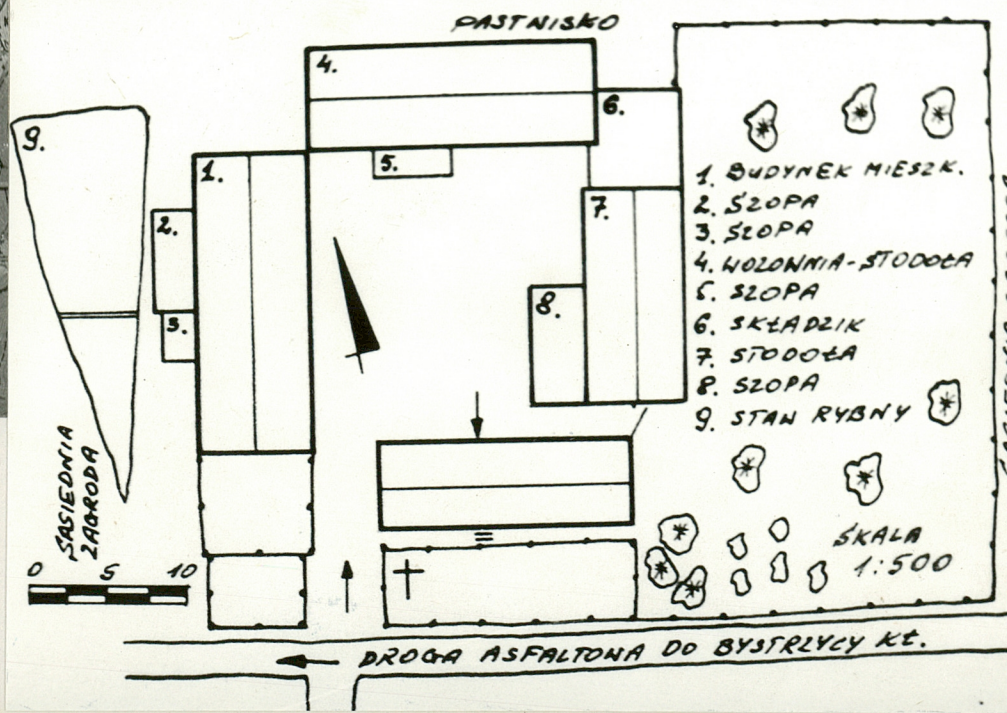 PASTNISKO
4.
6.
9.
1.
5.
2.
7.
3.
8.
1. BUDYNEK MIESZK.
2. SZOPA
3. SZOPA
4. WOZOWNIA-STODOŁA
5. SZOPA
6. SKŁADZIK
7. STODOŁA
8. SZOPA
9. STAW RYBNY
SĄSIEDNIA
ZAGRODA
0 5 10
SKALA
1:500
DROGA ASFALTOWA DO BYSTRZYCY KŁ.